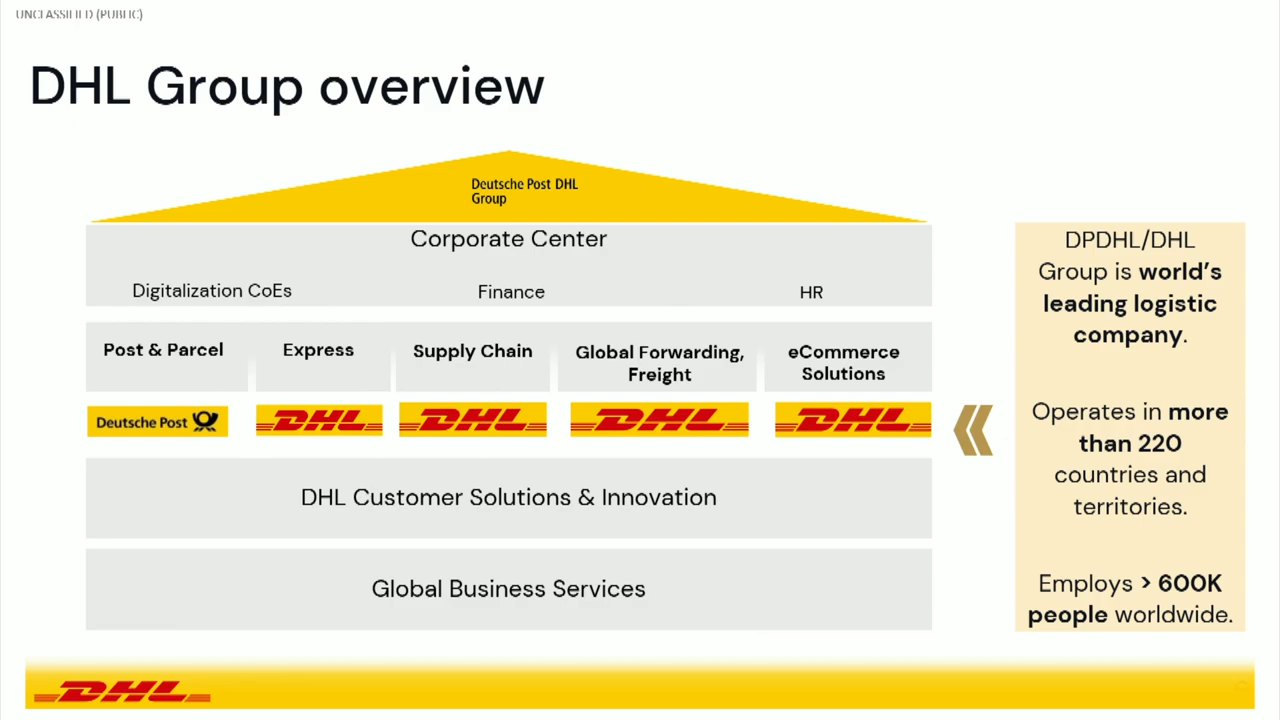 UNCLASSIFIED (PUBLIC)
DHL Group overview
Deutsche Post DHL
Group
Corporate Center
Digitalization CoEs
Finance
HR
Post & Parcel
Express
Supply Chain
Global Forwarding,
Freight
eCommerce
Solutions
Deutsche Post
DHL
DHL
DHL
DHL
DHL Customer Solutions & Innovation
Global Business Services
DPDHL/DHL
Group is world's
leading logistic
company.
Operates in more
than 220
countries and
territories.
Employs > 600K
people worldwide.
DHL